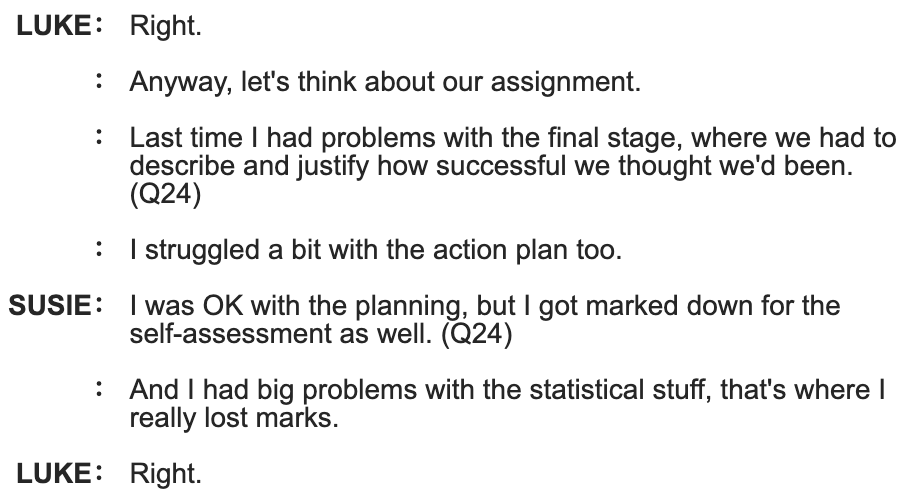 LUKE: Right.
: Anyway, let's think about our assignment.
: Last time I had problems with the final stage, where we had to
describe and justify how successful we thought we'd been.
(Q24)
: I struggled a bit with the action plan too.
SUSIE: I was OK with the planning, but I got marked down for the
self-assessment as well. (Q24)
: And I had big problems with the statistical stuff, that's where I
really lost marks.
LUKE: Right.